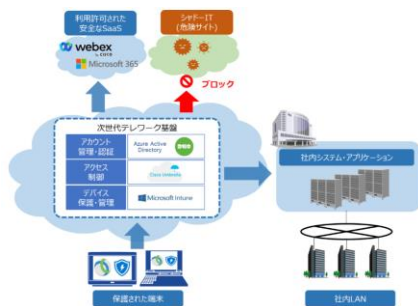 利用許可された
安全なSaaS
シャドーIT
(危険サイト)
webex
by CISCO
Microsoft 365
ブロック
次世代テレワーク基盤
アカウント
管理・認証
Azure Active
Directory
アクセス
制御
Cisco Umbrella
デバイス
保護・管理
Microsoft Intune
社内システム・アプリケーション
保護された端末
社内LAN